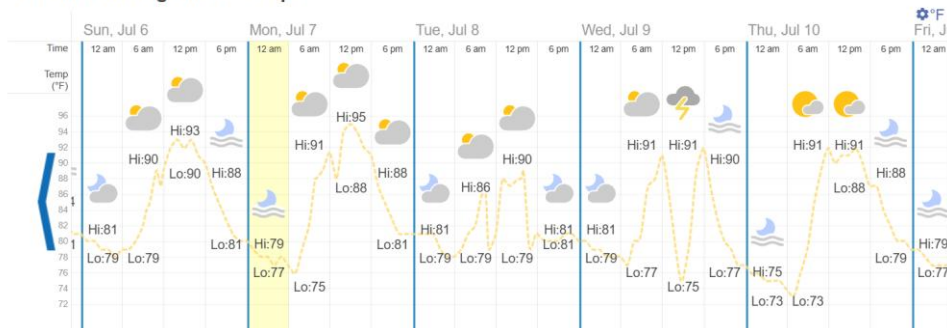 °F
Sun, Jul 6 Mon, Jul 7 Tue, Jul 8 Wed, Jul 9 Thu, Jul 10 Fri, J
Time 12 am 6 am 12 pm 6 pm 12 am 6 am 12 pm 6 pm 12 am 6 am 12 pm 6 pm 12 am 6 am 12 pm 6 pm 12 am 6 am 12 pm 6 pm 12 am
Temp
(°F)
96
94
92
90
88
86
84
82
80
78
76
74
72
Hi:81 Lo:79
Hi:90 Lo:79
Hi:93 Lo:90
Hi:88 Lo:81
Hi:79 Lo:77
Hi:91 Lo:75
Hi:95 Lo:88
Hi:88 Lo:81
Hi:81 Lo:79
Hi:86 Lo:79
Hi:90 Lo:79
Hi:81 Lo:81
Hi:81 Lo:79
Hi:91 Lo:77
Hi:91 Lo:75
Hi:90 Lo:77
Hi:75 Lo:73
Hi:91 Lo:73
Hi:91 Lo:88
Hi:88 Lo:79
Hi:79 Lo:77